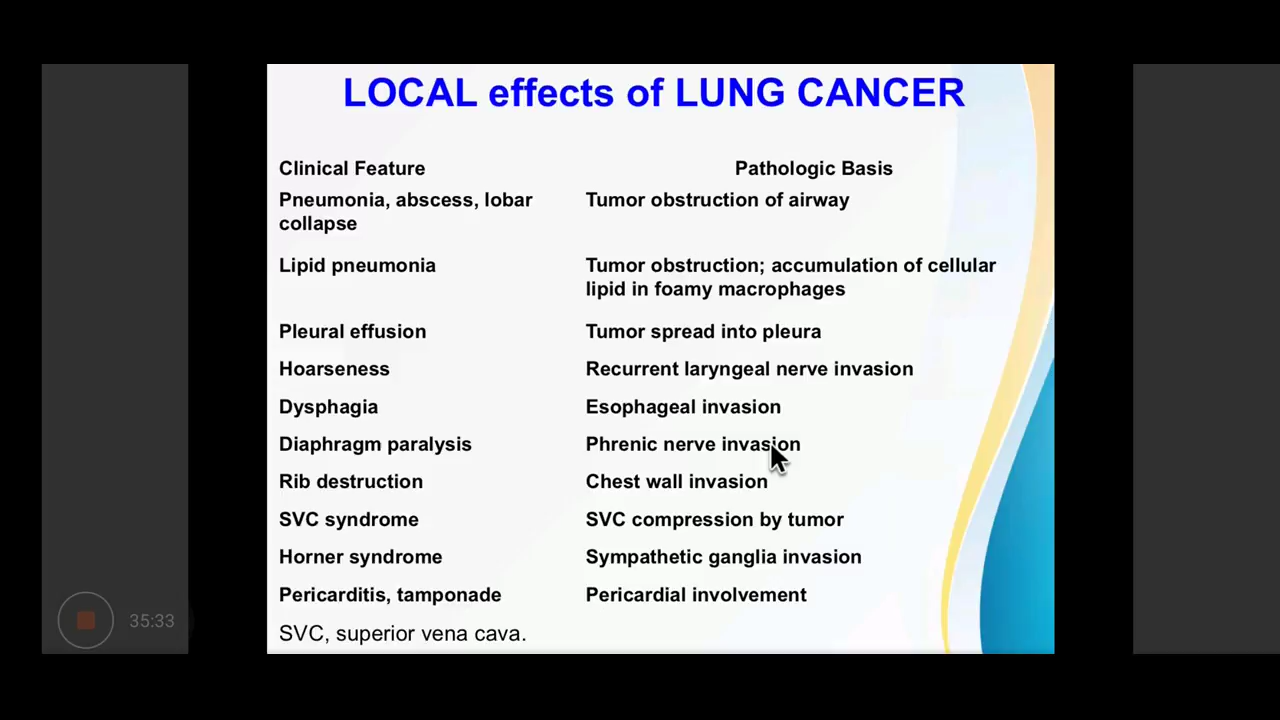 LOCAL effects of LUNG CANCER
Clinical Feature Pathologic Basis
Pneumonia, abscess, lobar Tumor obstruction of airway
collapse
Lipid pneumonia Tumor obstruction; accumulation of cellular
lipid in foamy macrophages
Pleural effusion Tumor spread into pleura
Hoarseness Recurrent laryngeal nerve invasion
Dysphagia Esophageal invasion
Diaphragm paralysis Phrenic nerve invasion
Rib destruction Chest wall invasion
SVC syndrome SVC compression by tumor
Horner syndrome Sympathetic ganglia invasion
Pericarditis, tamponade Pericardial involvement
SVC, superior vena cava.
35:33